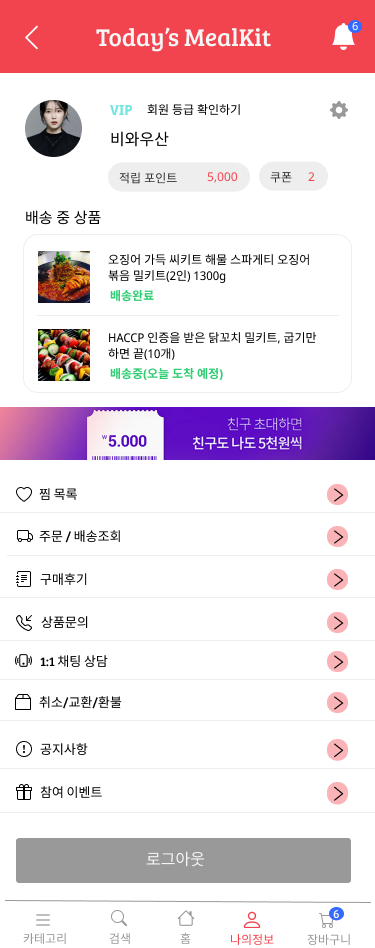 Today's MealKit
6
VIP 회원 등급 확인하기
비와우산
적립 포인트 5,000 쿠폰 2
배송 중 상품
오징어 가득 씨키트 해물 스파게티 오징어
볶음 밀키트(2인) 1300g
배송완료
HACCP 인증을 받은 닭꼬치 밀키트, 굽기만
하면 끝(10개)
배송중(오늘 도착 예정)
₩5.000
친구 초대하면
친구도 나도 5천원씩
찜 목록
주문 / 배송조회
구매후기
상품문의
1:1 채팅 상담
취소/교환/환불
공지사항
참여 이벤트
로그아웃
6
카테고리 검색 홈 나의정보 장바구니